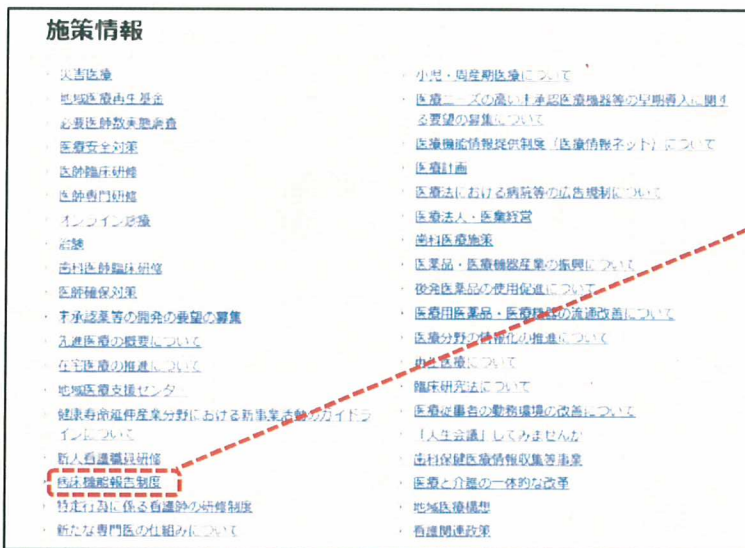 施策情報
災害医療
地域医療再生基金
必要医師数実態調査
医療安全対策
医師臨床研修
医師専門研修
オンライン診療
治験
歯科医師臨床研修
医師確保対策
未承認薬等の開発の要望の募集
先進医療の概要について
在宅医療の推進について
地域医療支援センター
健康寿命延伸産業分野における新事業活動のガイドラ
インについて
新人看護職員研修
病床機能報告制度
特定行為に係る看護師の研修制度
新たな専門医の仕組みについて
小児・周産期医療について
医療ニーズの高い未承認医療機器等の早期導入に関す
る要望の募集について
医療機能情報提供制度(医療情報ネット)について
医療計画
医療法における病院等の広告規制について
医療法人・医業経営
歯科医療施策
医薬品・医療機器産業の振興について
後発医薬品の使用促進について
医療用医薬品・医療機器の流通改善について
医療分野の情報化の推進について
再生医療について
臨床研究法について
医療従事者の勤務環境の改善について
「人生会議」してみませんか
歯科保健医療情報収集等事業
医療と介護の一体的な改革
地域医療構想
看護関連政策